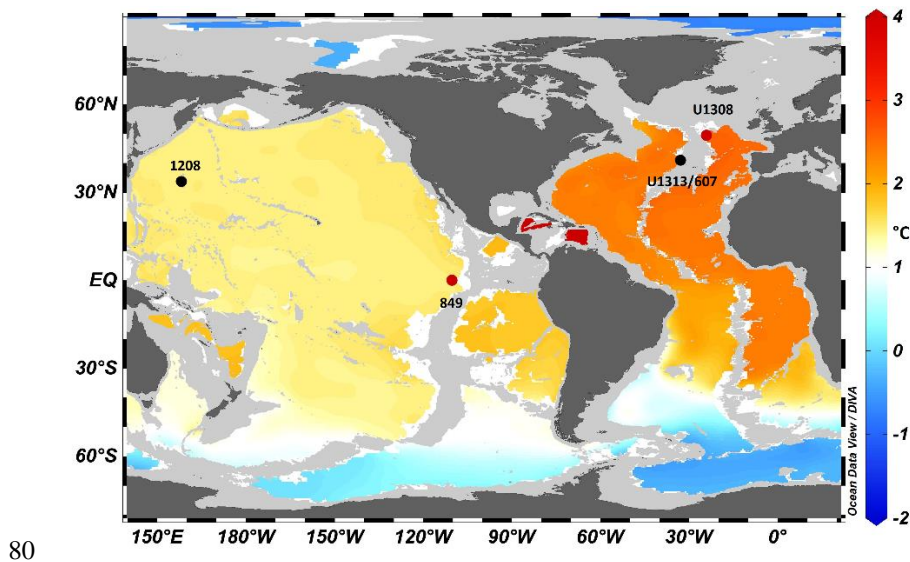 4
60°N
U1308
3
1208
U1313/607
30°N
2
°C
1
EQ
849
0
30°S
-1
60°S
Ocean Data View / DIVA
-2
150°E 180°W 150°W 120°W 90°W 60°W 30°W 0°
80